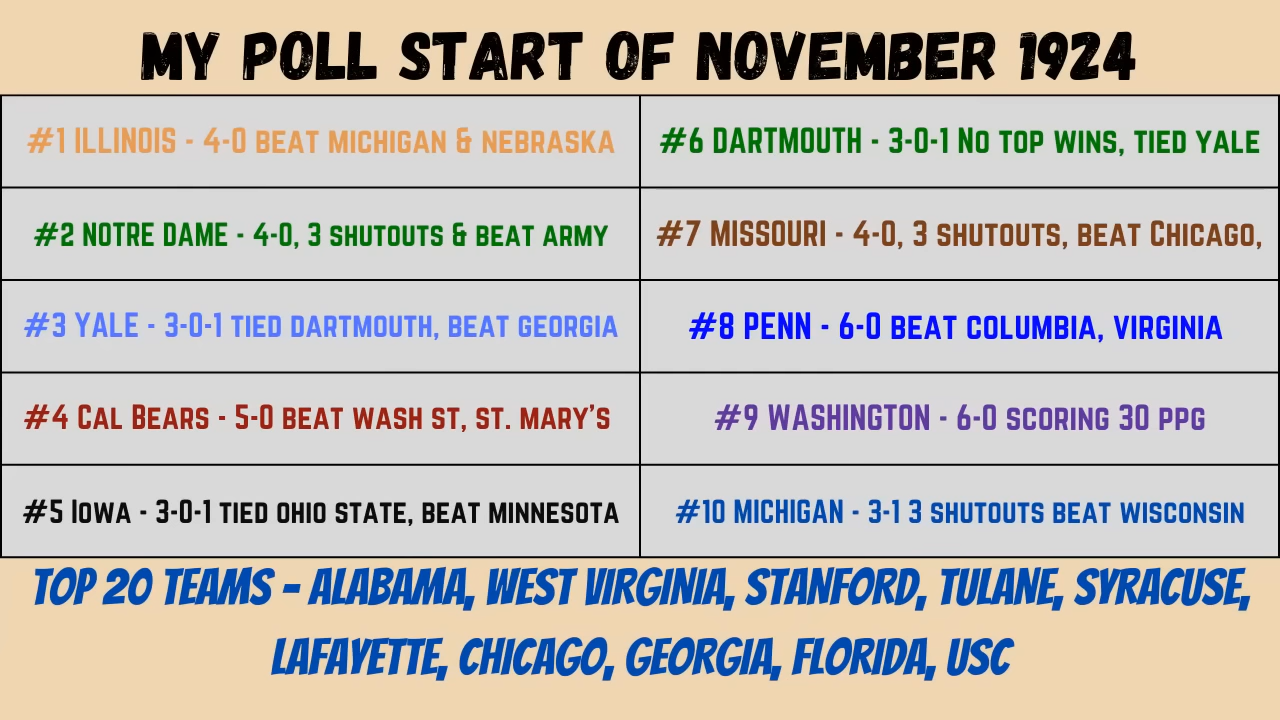 MY POLL START OF NOVEMBER 1924
#1 ILLINOIS - 4-0 BEAT MICHIGAN & NEBRASKA
#2 NOTRE DAME - 4-0, 3 SHUTOUTS & BEAT ARMY
#3 YALE - 3-0-1 TIED DARTMOUTH, BEAT GEORGIA
#4 CAL BEARS - 5-0 BEAT WASH ST, ST. MARY'S
#5 IOWA - 3-0-1 TIED OHIO STATE, BEAT MINNESOTA
#6 DARTMOUTH - 3-0-1 NO TOP WINS, TIED YALE
#7 MISSOURI - 4-0, 3 SHUTOUTS, BEAT CHICAGO,
#8 PENN - 6-0 BEAT COLUMBIA, VIRGINIA
#9 WASHINGTON - 6-0 SCORING 30 PPG
#10 MICHIGAN - 3-1 3 SHUTOUTS BEAT WISCONSIN
TOP 20 TEAMS - ALABAMA, WEST VIRGINIA, STANFORD, TULANE, SYRACUSE,
LAFAYETTE, CHICAGO, GEORGIA, FLORIDA, USC